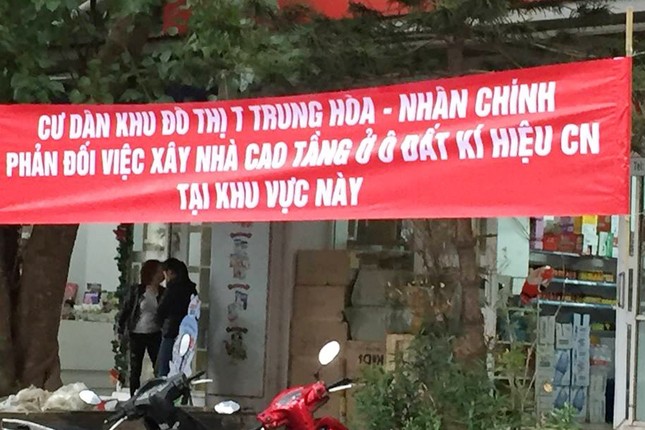 CƯ DÂN KHU ĐÔ THỊ T TRUNG HÒA - NHÂN CHÍNH
PHẢN ĐỐI VIỆC XÂY NHÀ CAO TẦNG Ở Ô ĐẤT KÍ HIỆU CN
TẠI KHU VỰC NÀY